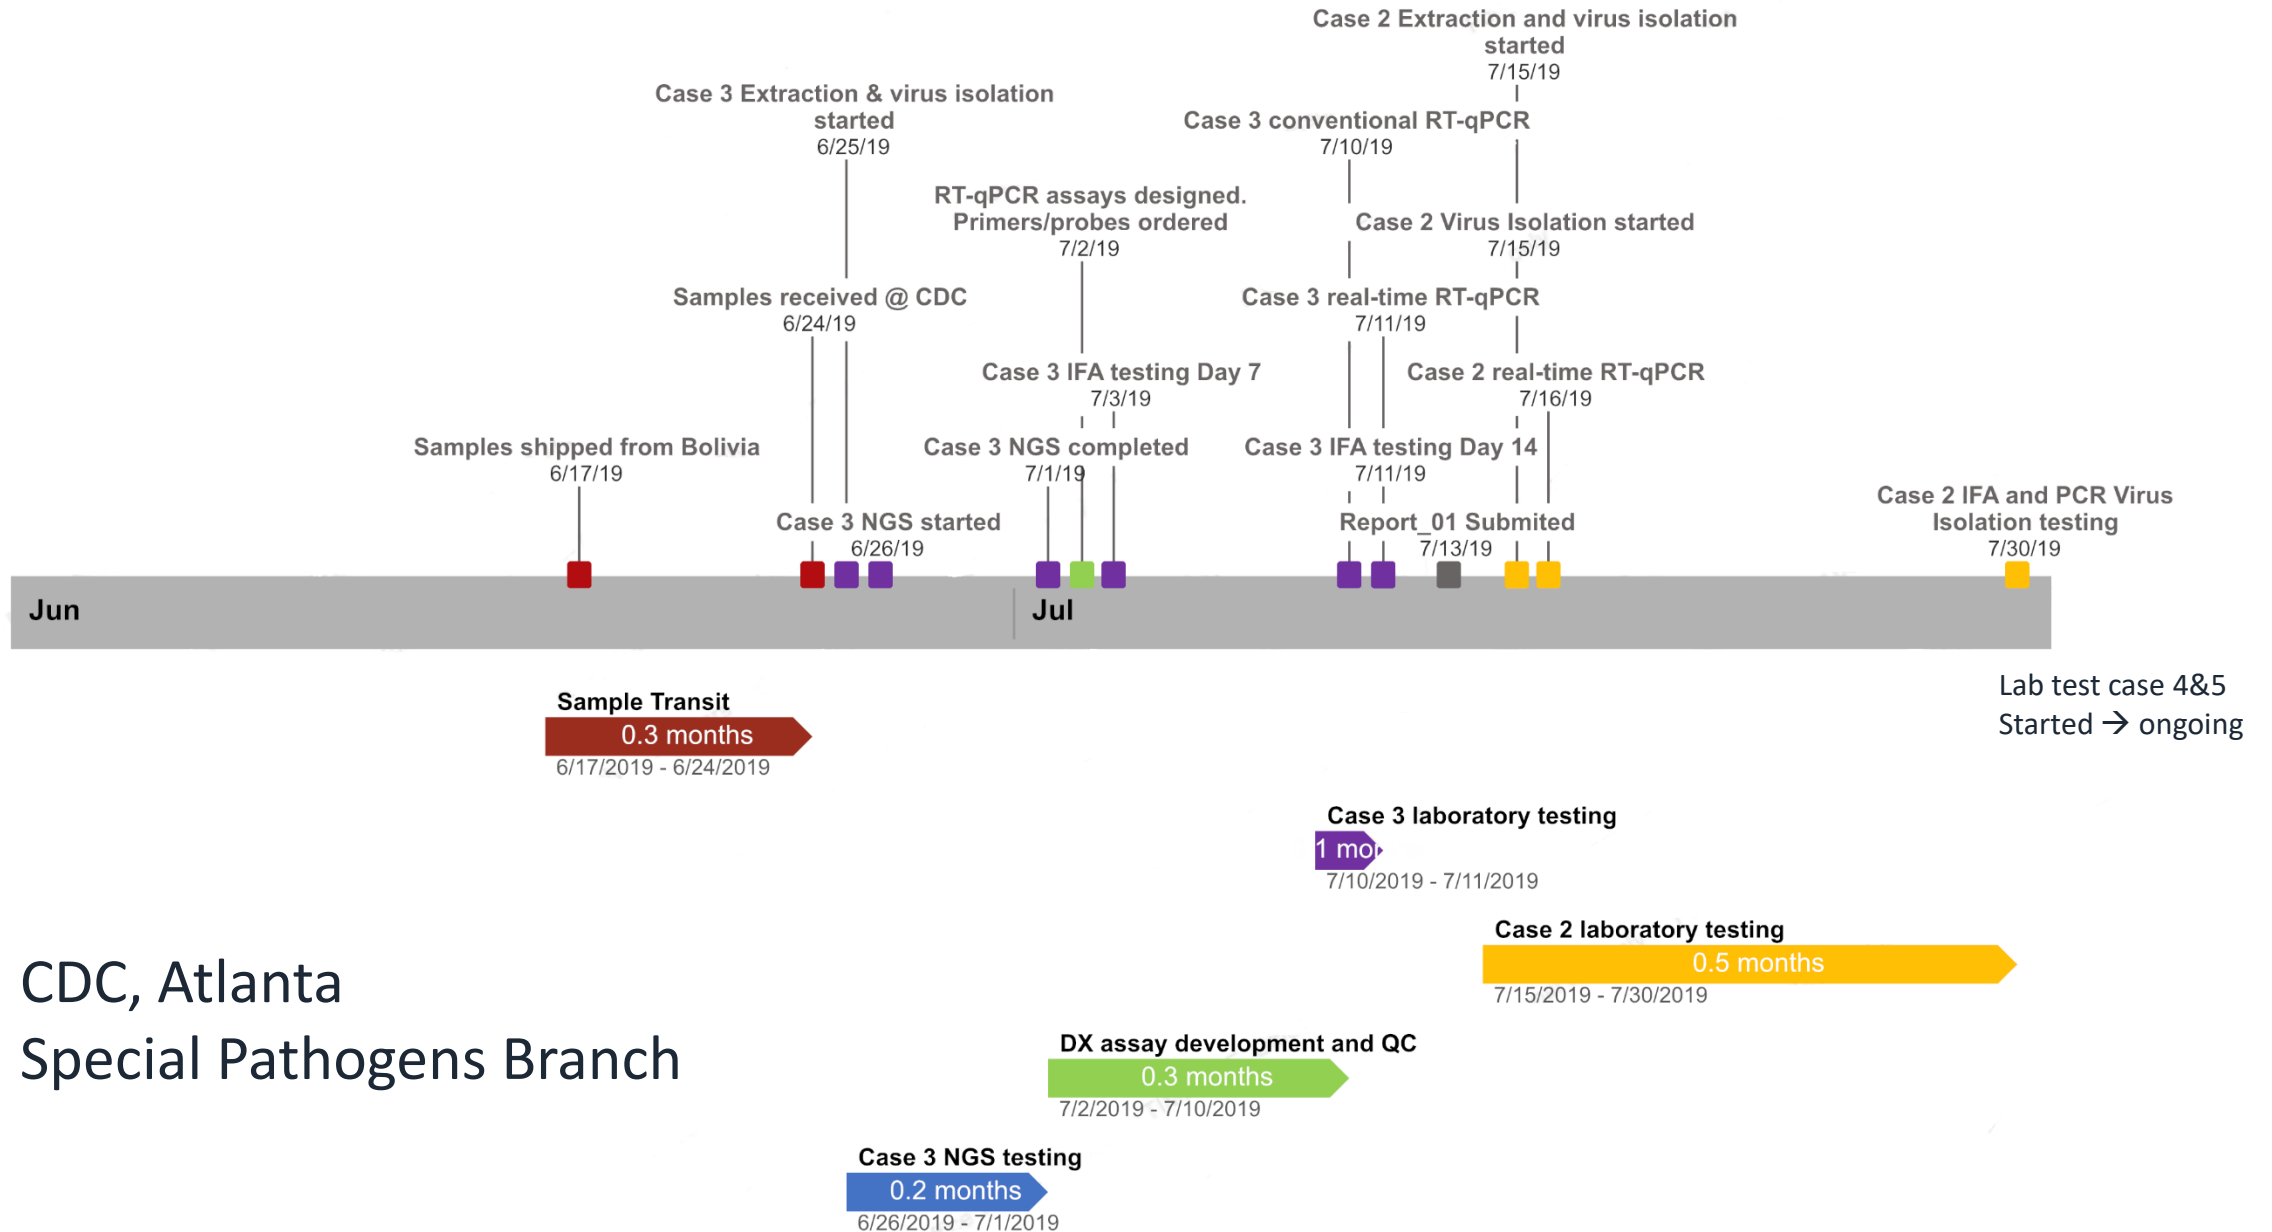 Case 2 Extraction and virus isolation
started
7/15/19
Case 3 Extraction & virus isolation
started
6/25/19
Case 3 conventional RT-qPCR
7/10/19
RT-qPCR assays designed.
Primers/probes ordered
7/2/19
Case 2 Virus Isolation started
7/15/19
Samples received @ CDC
6/24/19
Case 3 real-time RT-qPCR
7/11/19
Case 3 IFA testing Day 7
7/3/19
Case 2 real-time RT-qPCR
7/16/19
Samples shipped from Bolivia
6/17/19
Case 3 NGS completed
7/1/19
Case 3 IFA testing Day 14
7/11/19
Case 3 NGS started
6/26/19
Report_01 Submited
7/13/19
Case 2 IFA and PCR Virus
Isolation testing
7/30/19
Jun
Jul
Lab test case 4&5
Started → ongoing
Sample Transit
0.3 months
6/17/2019 - 6/24/2019
Case 3 laboratory testing
1 mo
7/10/2019 - 7/11/2019
Case 2 laboratory testing
0.5 months
7/15/2019 - 7/30/2019
CDC, Atlanta
Special Pathogens Branch
DX assay development and QC
0.3 months
7/2/2019 - 7/10/2019
Case 3 NGS testing
0.2 months
6/26/2019 - 7/1/2019